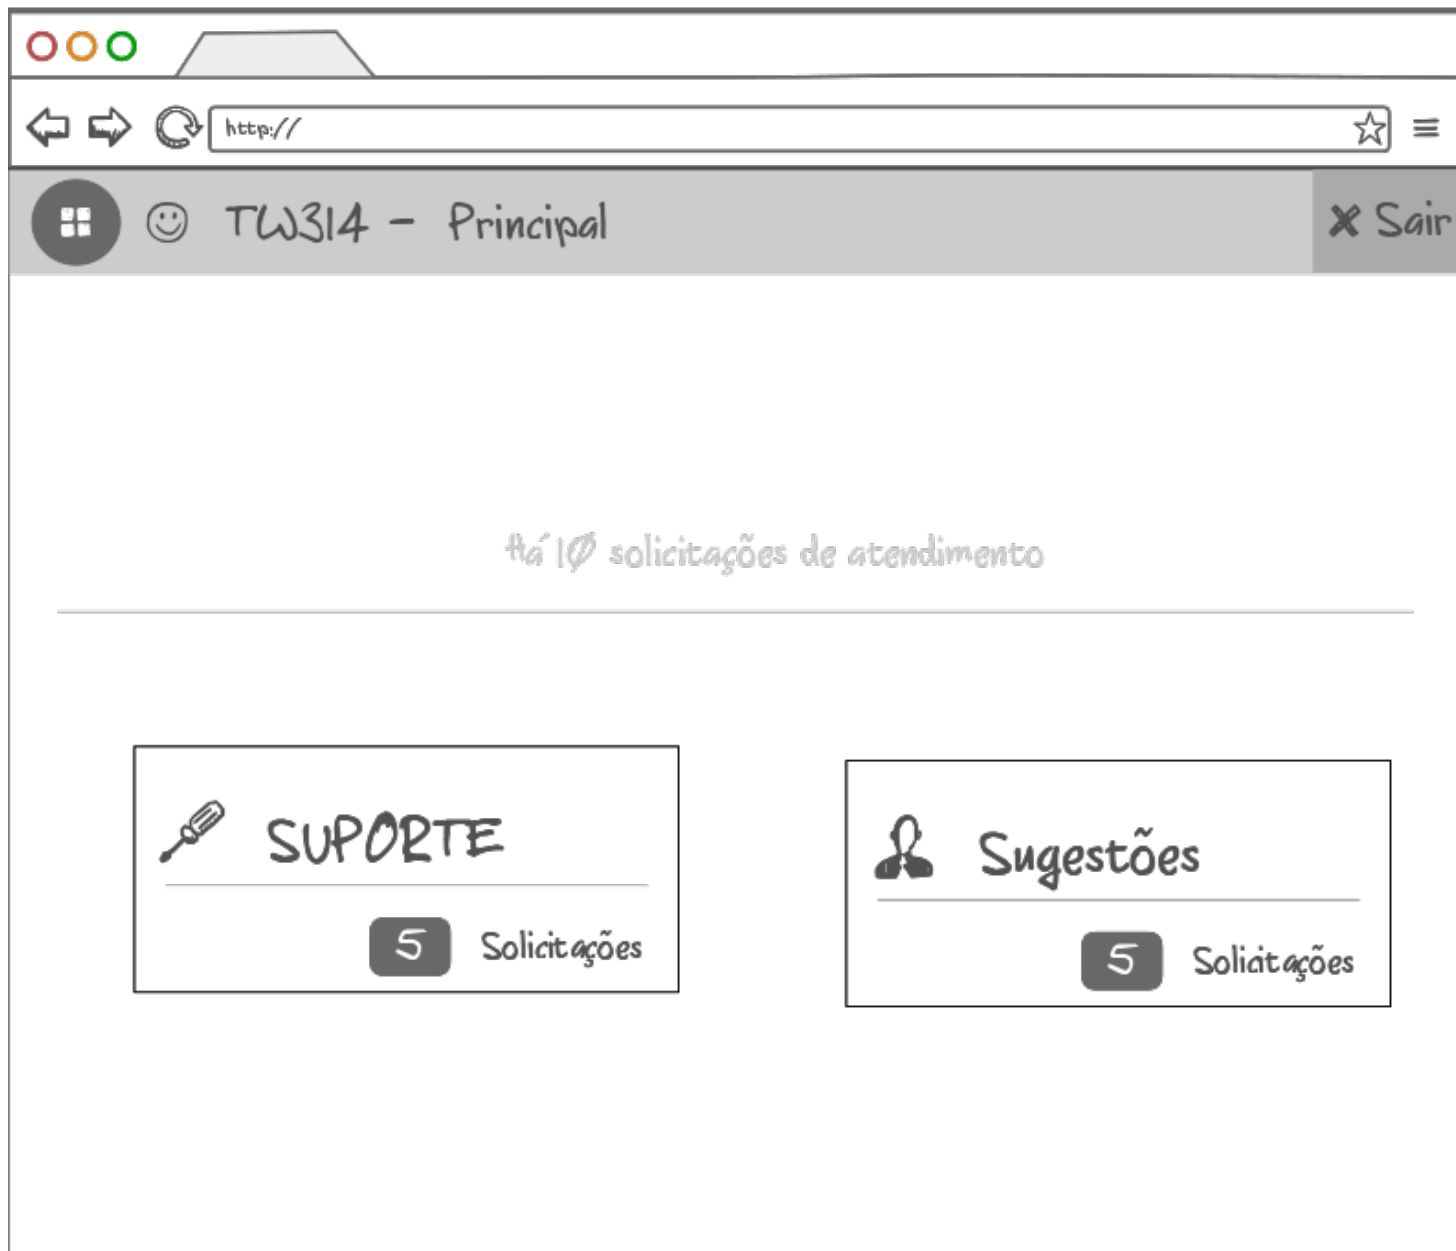 http://
TW314 - Principal
Sair
Há 10 solicitações de atendimento
SUPORTE
5 Solicitações
Sugestões
5 Solicitações